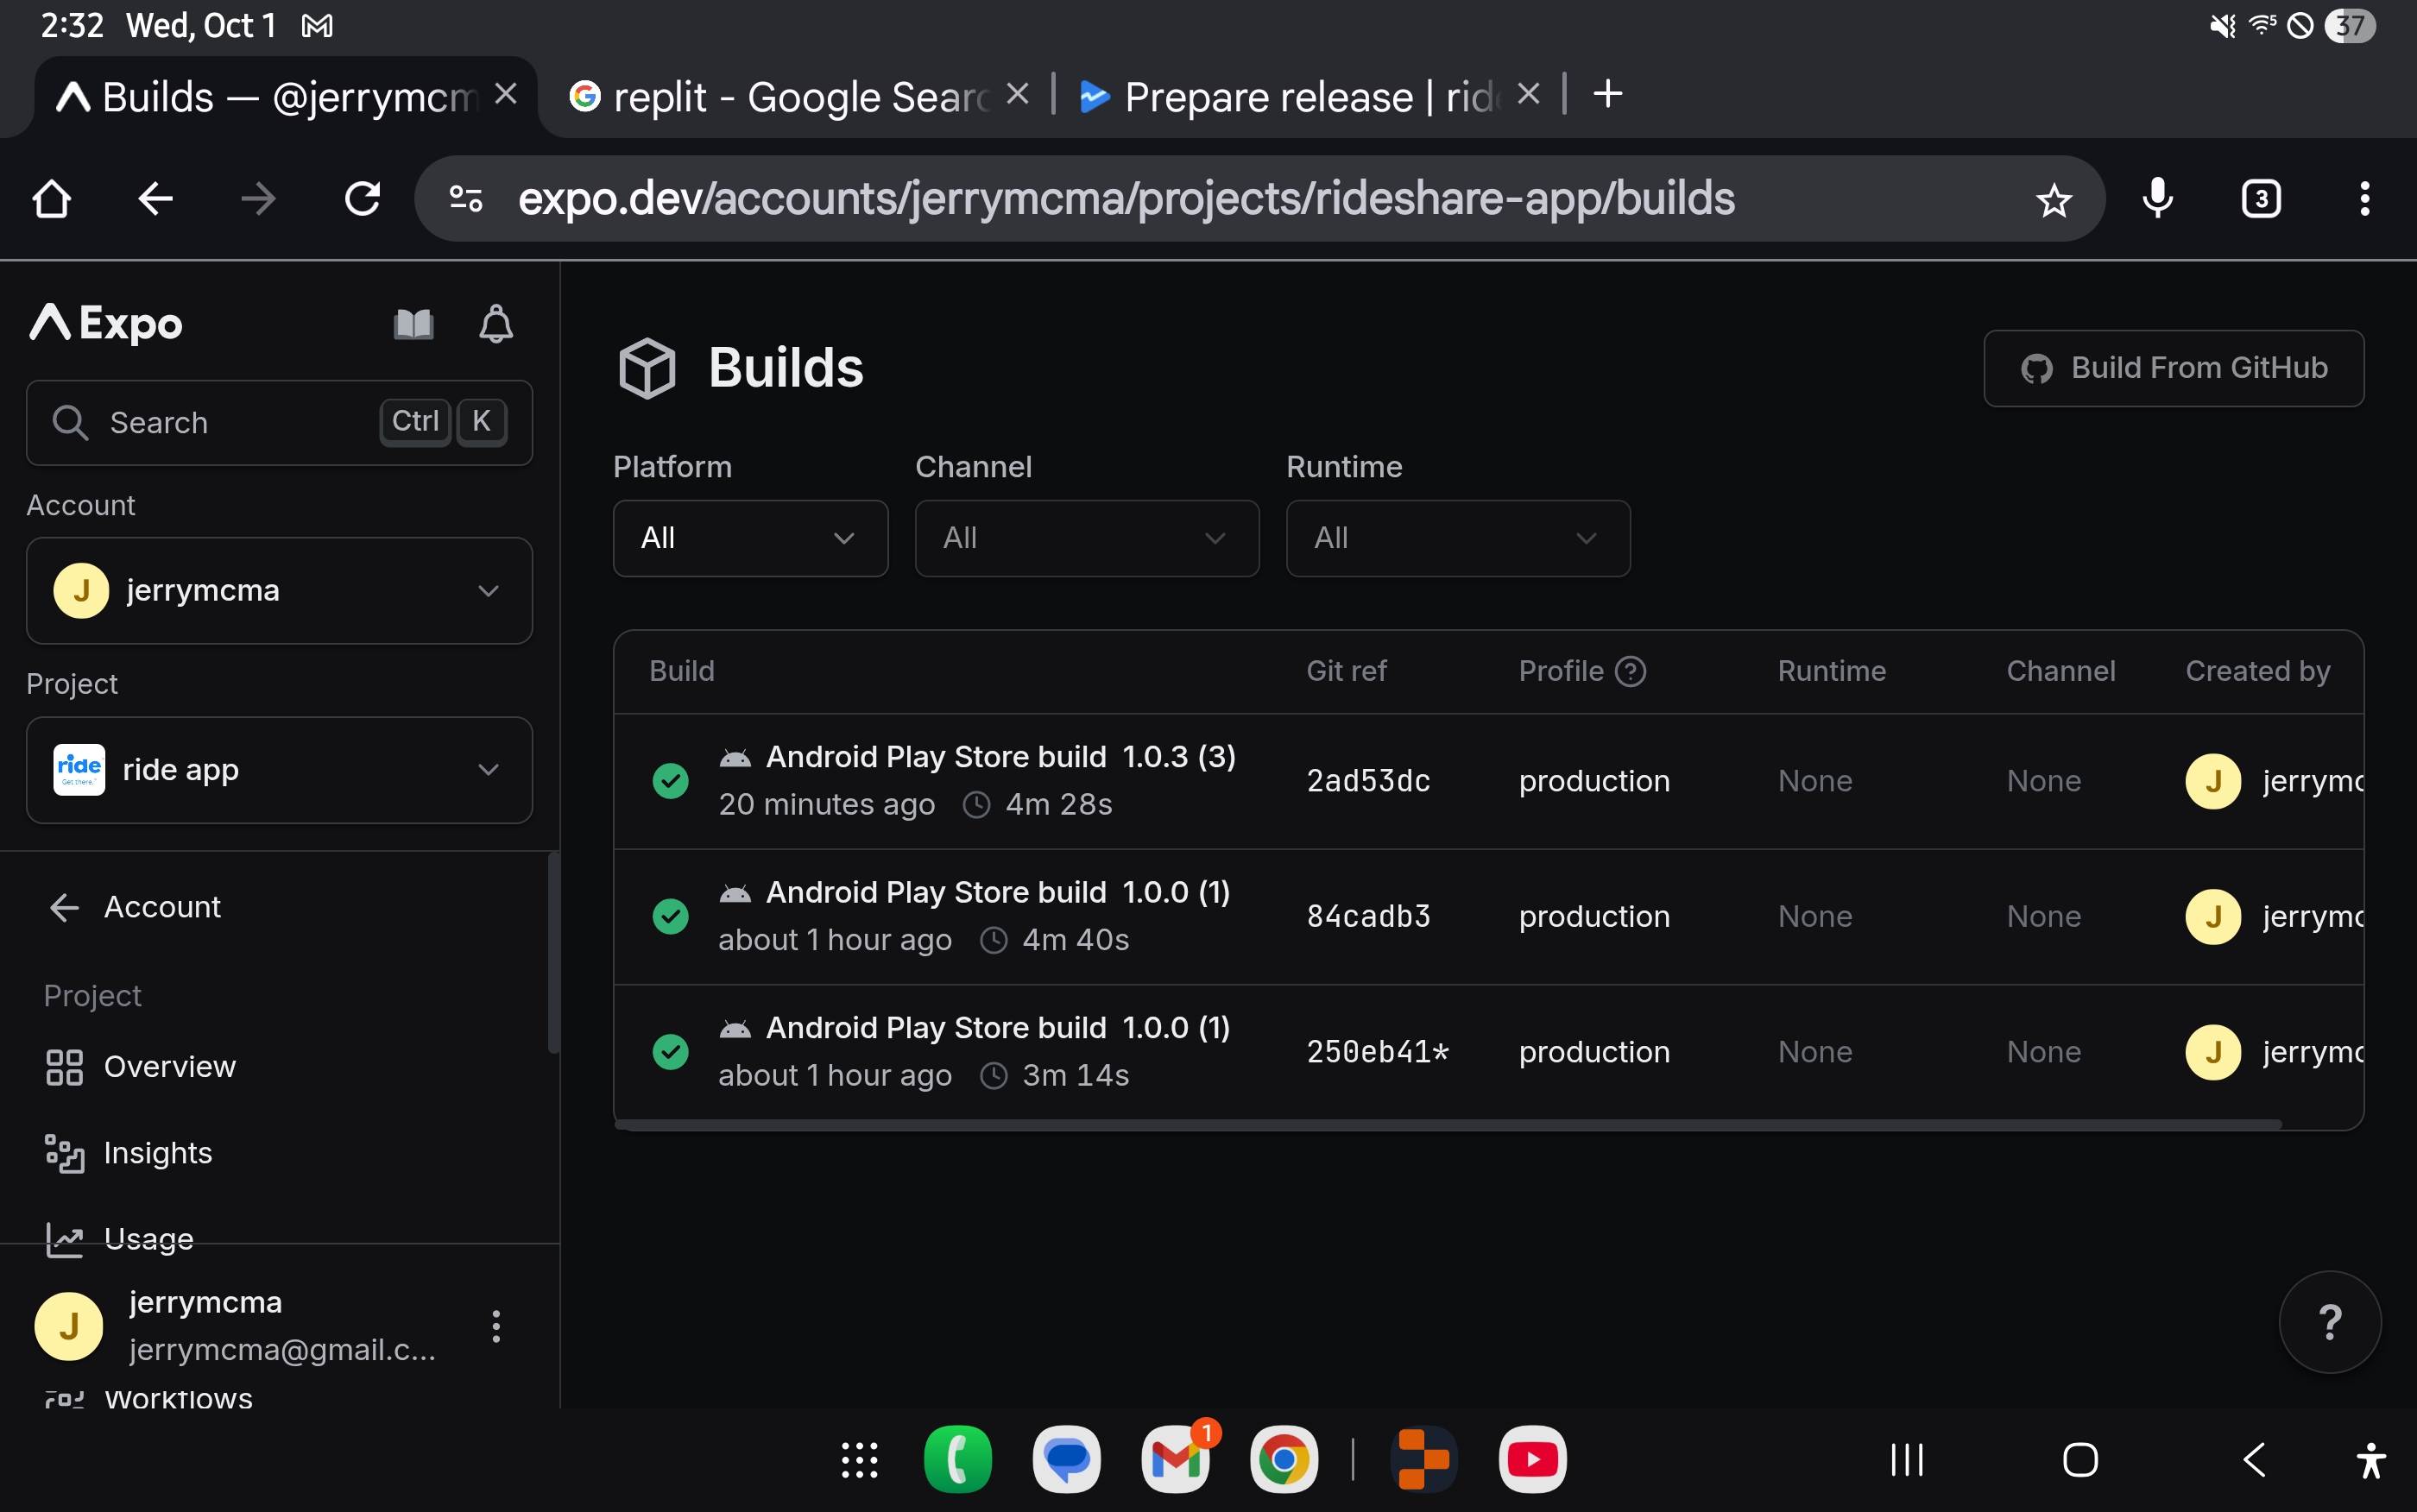 2:32 Wed, Oct 1
37
Builds — @jerrymcm
replit - Google Searc
Prepare release | rid
expo.dev/accounts/jerrymcma/projects/rideshare-app/builds
3
Expo
Search Ctrl K
Account
J jerrymcma
Project
ride Get there. ride app
Account
Project
Overview
Insights
Usage
J jerrymcma
jerrymcma@gmail.c...
Workflows
Builds
Build From GitHub
Platform Channel Runtime
All All All
Build Git ref Profile ? Runtime Channel Created by
Android Play Store build 1.0.3 (3)
20 minutes ago 4m 28s
2ad53dc production None None J jerrymc
Android Play Store build 1.0.0 (1)
about 1 hour ago 4m 40s
84cadb3 production None None J jerrymc
Android Play Store build 1.0.0 (1)
about 1 hour ago 3m 14s
250eb41* production None None J jerrymc
?
1